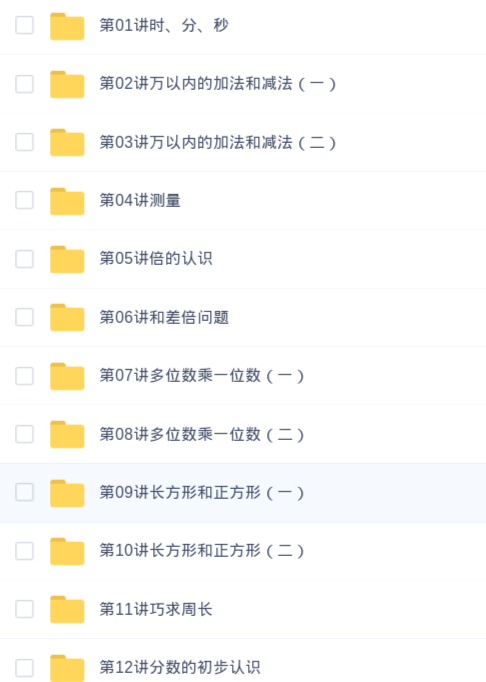 第01讲时、分、秒
第02讲万以内的加法和减法（一）
第03讲万以内的加法和减法（二）
第04讲测量
第05讲倍的认识
第06讲和差倍问题
第07讲多位数乘一位数（一）
第08讲多位数乘一位数（二）
第09讲长方形和正方形（一）
第10讲长方形和正方形（二）
第11讲巧求周长
第12讲分数的初步认识